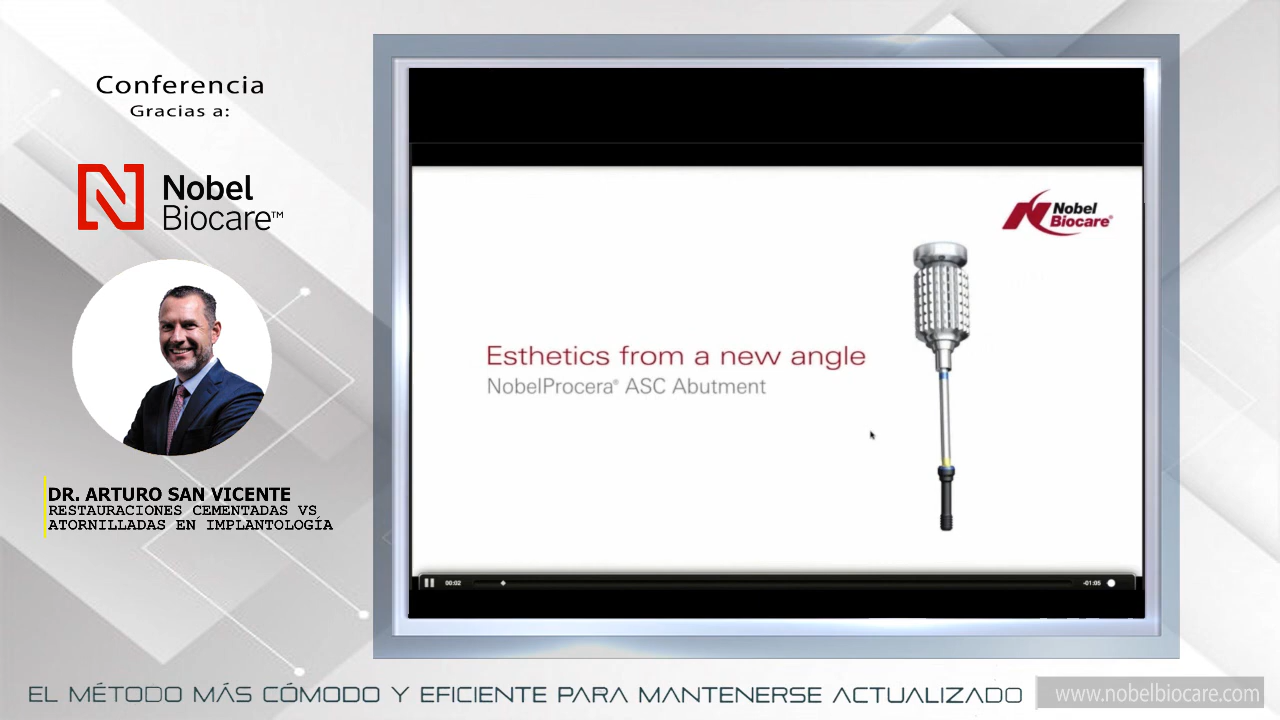 Conferencia
Gracias a:
Nobel
Biocare™
DR. ARTURO SAN VICENTE
RESTAURACIONES CEMENTADAS VS
ATORNILLADAS EN IMPLANTOLOGÍA
Nobel
Biocare®
Esthetics from a new angle
NobelProcera® ASC Abutment
00:02
-01:05
EL MÉTODO MÁS CÓMODO Y EFICIENTE PARA MANTENERSE ACTUALIZADO
www.nobelbiocare.com